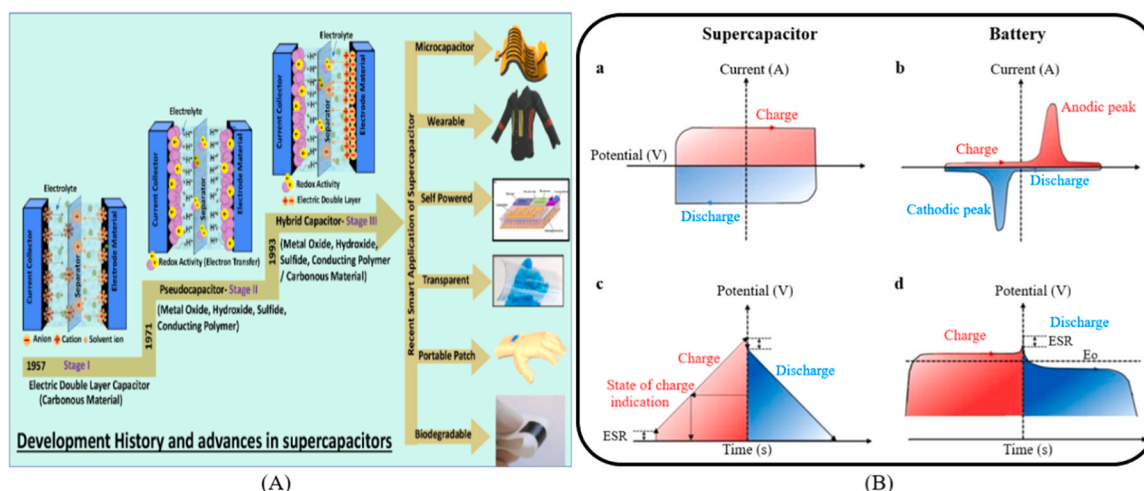 Electrolyte
Current Collector
Separator
Electrode Material
Anion
Cation
Solvent ion
1957
Stage I
Electric Double Layer Capacitor
(Carbonous Material)
Electrolyte
Current Collector
Separator
Electrode Material
Redox Activity (Electron Transfer)
1971
Pseudocapacitor- Stage II
(Metal Oxide, Hydroxide, Sulfide,
Conducting Polymer)
Electrolyte
Current Collector
Separator
Electrode Material
Redox Activity
Electric Double Layer
1993
Hybrid Capacitor- Stage III
(Metal Oxide, Hydroxide,
Sulfide, Conducting Polymer
/ Carbonous Material)
Recent Smart Application of Supercapacitor
Microcapacitor
Wearable
Self Powered
Transparent
Portable Patch
Biodegradable
Development History and advances in supercapacitors
(A)
Supercapacitor
Battery
a
Current (A)
Charge
Potential (V)
Discharge
b
Current (A)
Anodic peak
Charge
Discharge
Cathodic peak
c
Potential (V)
Charge
Discharge
State of charge
indication
ESR
Time (s)
d
Potential (V)
Discharge
Charge
ESR
Eo
Time (s)
(B)